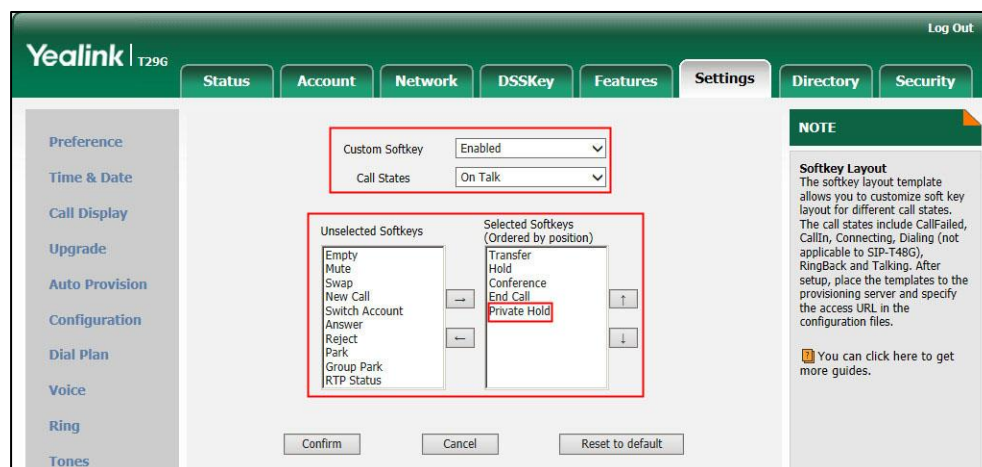 Log Out
Yealink | T29G
Status Account Network DSSKey Features Settings Directory Security
Preference
Time & Date
Call Display
Upgrade
Auto Provision
Configuration
Dial Plan
Voice
Ring
Tones
Custom Softkey Enabled
Call States On Talk
Unselected Softkeys
Empty
Mute
Swap
New Call
Switch Account
Answer
Reject
Park
Group Park
RTP Status
→
←
Selected Softkeys
(Ordered by position)
Transfer
Hold
Conference
End Call
Private Hold
↑
↓
Confirm Cancel Reset to default
NOTE
Softkey Layout
The softkey layout template
allows you to customize soft key
layout for different call states.
The call states include CallFailed,
CallIn, Connecting, Dialing (not
applicable to SIP-T48G),
RingBack and Talking. After
setup, place the templates to the
provisioning server and specify
the access URL in the
configuration files.
? You can click here to get
more guides.